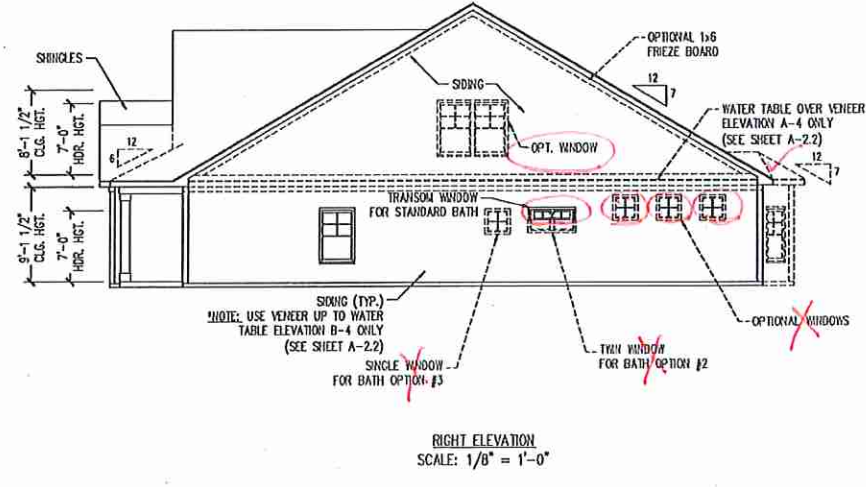 OPTIONAL 1x6
FRIEZE BOARD
SHINGLES
SIDING
12
7
WATER TABLE OVER VENEER
ELEVATION A-4 ONLY
(SEE SHEET A-2.2)
8'-1 1/2"
CLG. HGT.
7'-0"
HDR. HGT.
12
6
OPT. WINDOW
12
7
TRANSOM WINDOW
FOR STANDARD BATH
9'-1 1/2"
CLG. HGT.
7'-0"
HDR. HGT.
SIDING (TYP.)
*NOTE: USE VENEER UP TO WATER
TABLE ELEVATION B-4 ONLY
(SEE SHEET A-2.2)
OPTIONAL WINDOWS
SINGLE WINDOW
FOR BATH OPTION #3
TWIN WINDOW
FOR BATH OPTION #2
RIGHT ELEVATION
SCALE: 1/8" = 1'-0"